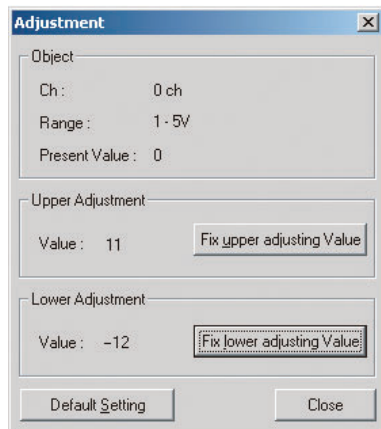 Adjustment
Object
Ch : 0 ch
Range : 1 - 5V
Present Value : 0
Upper Adjustment
Value : 11 Fix upper adjusting Value
Lower Adjustment
Value : -12 Fix lower adjusting Value
Default Setting Close